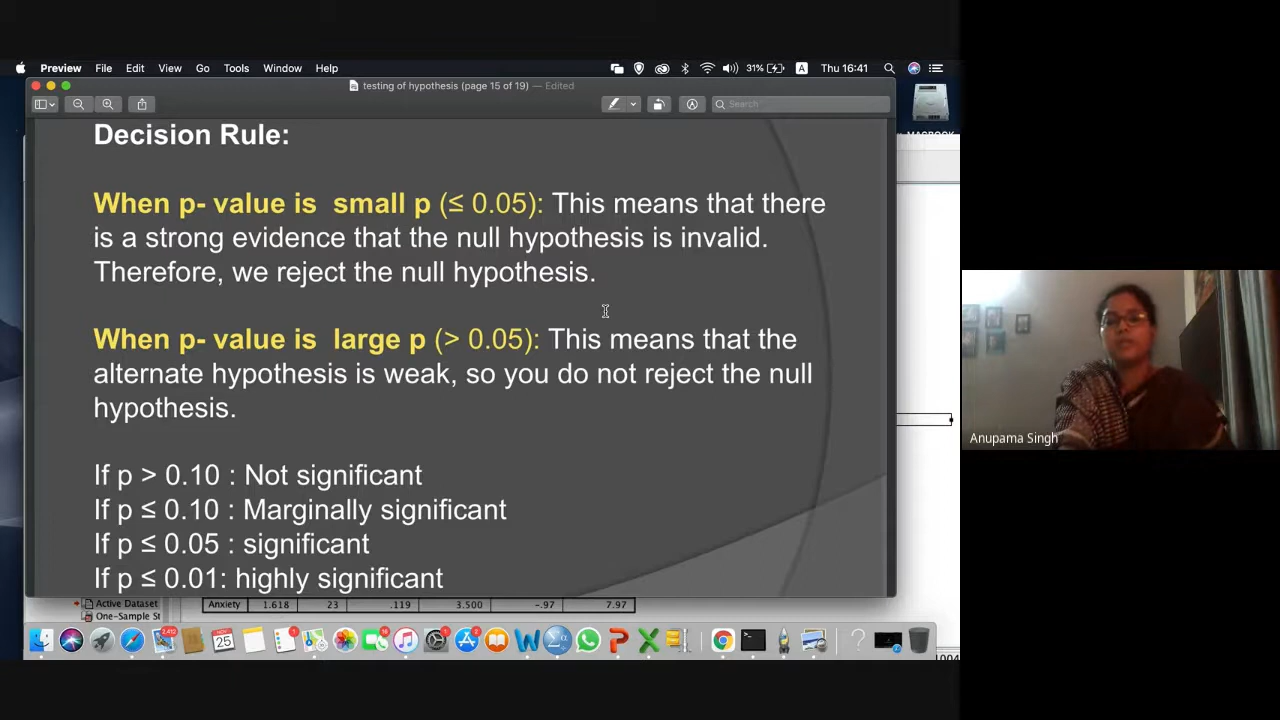 Preview File Edit View Go Tools Window Help 31% A Thu 16:41
testing of hypothesis (page 15 of 19) — Edited
Search
Decision Rule:
When p- value is small p (≤ 0.05): This means that there
is a strong evidence that the null hypothesis is invalid.
Therefore, we reject the null hypothesis.
When p- value is large p (> 0.05): This means that the
alternate hypothesis is weak, so you do not reject the null
hypothesis.
If p > 0.10 : Not significant
If p ≤ 0.10 : Marginally significant
If p ≤ 0.05 : significant
If p ≤ 0.01: highly significant
Anupama Singh
Active Dataset
One-Sample St
Anxiety 1.618 23 .119 3.500 -.97 7.97
2,412
NOV
25